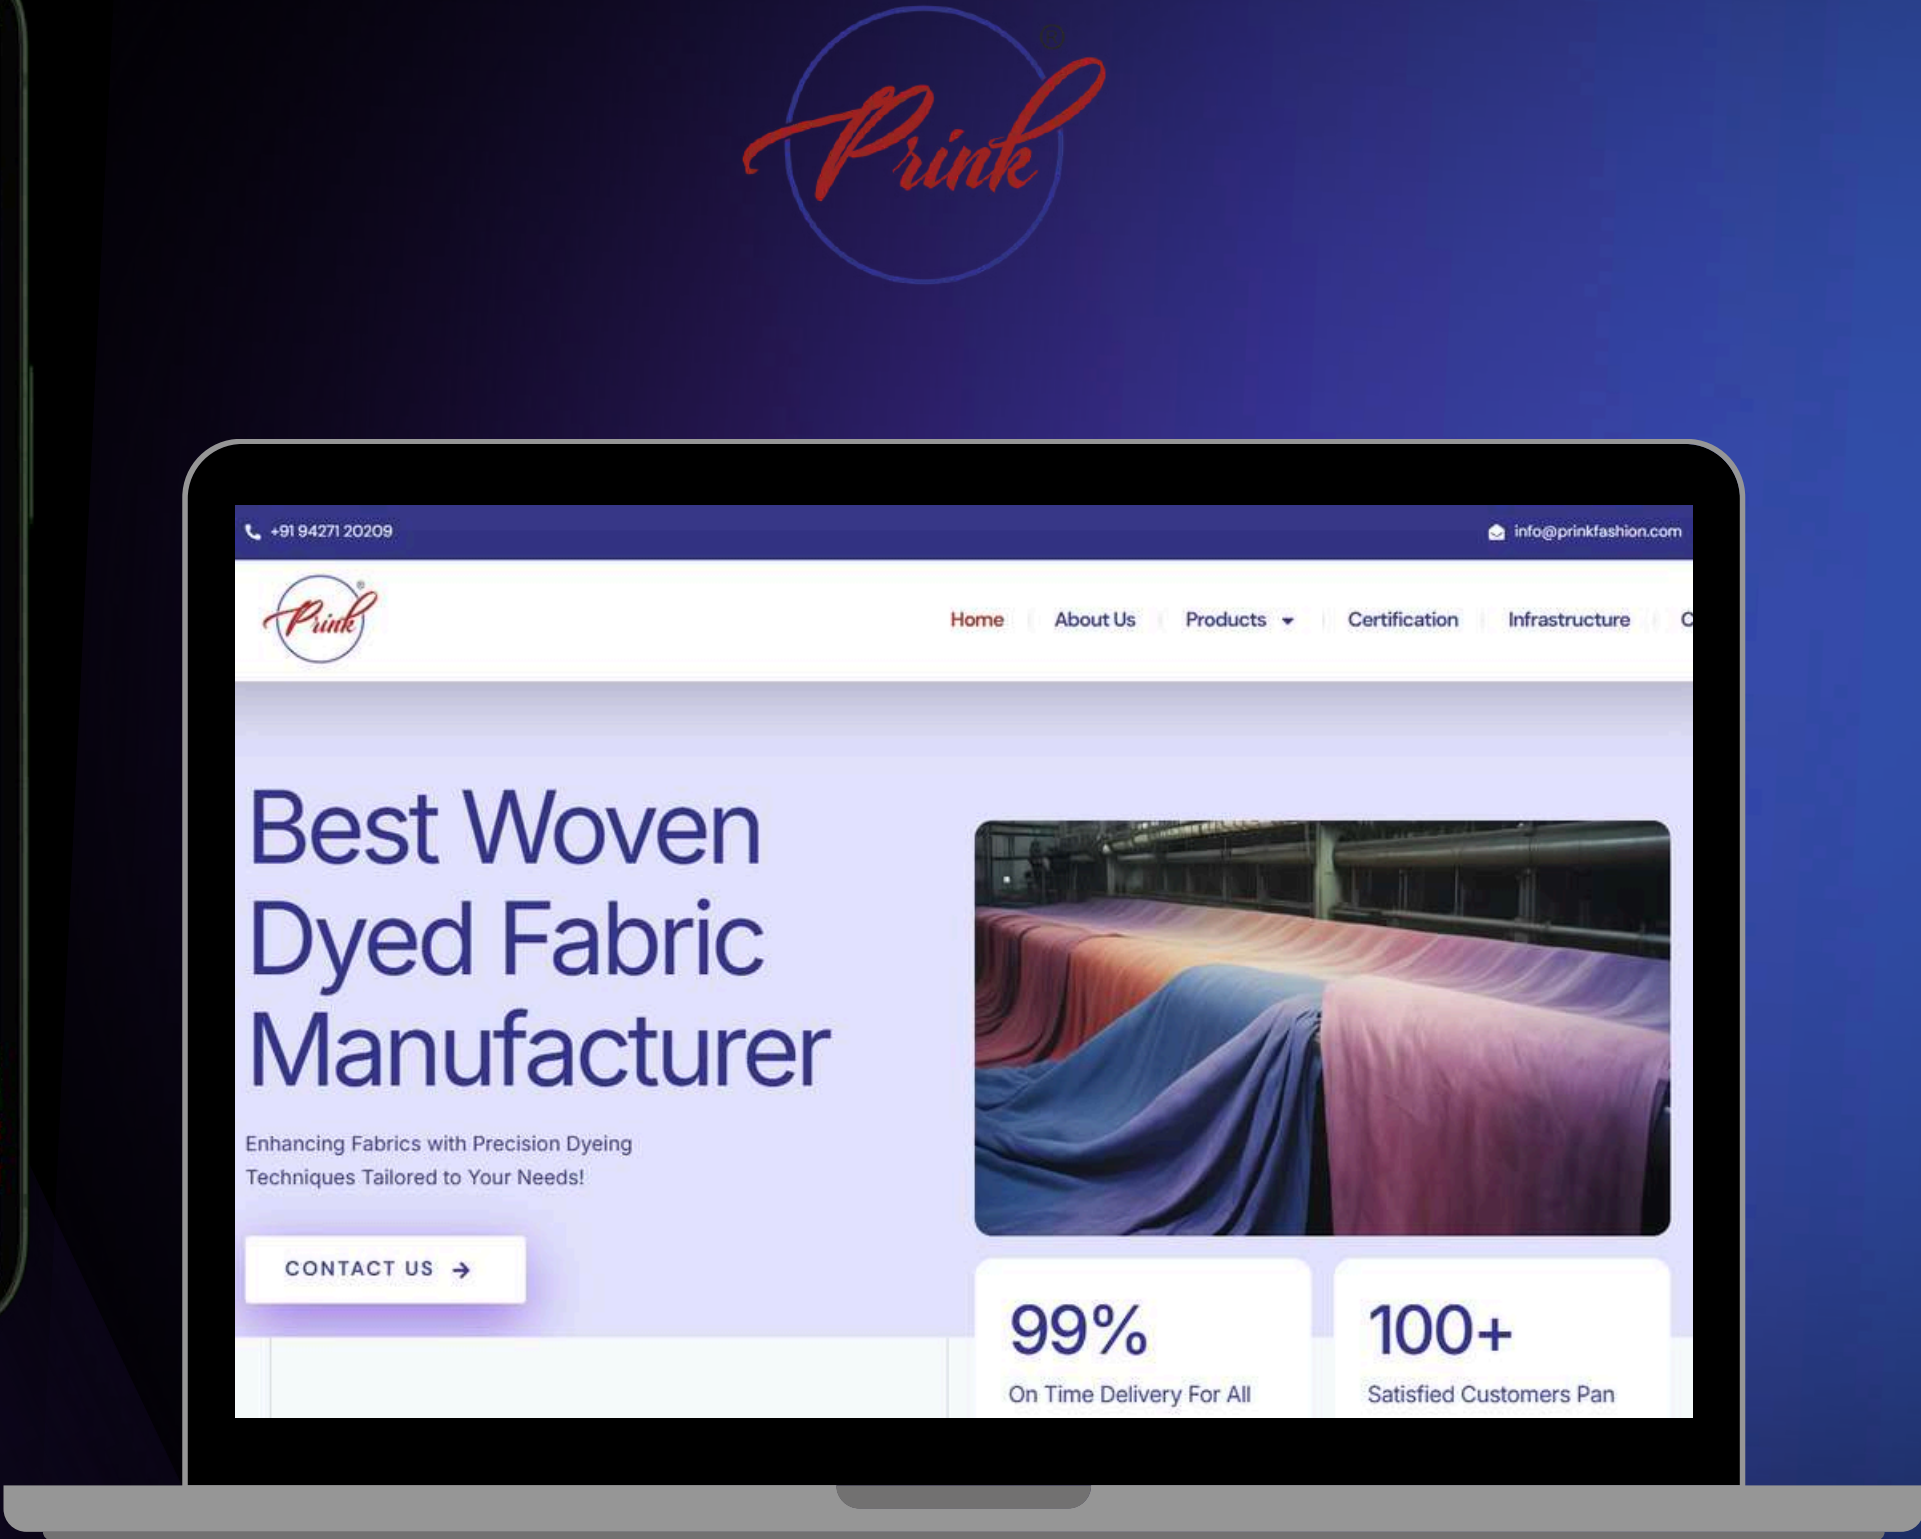 Prink®
+91 94271 20209
info@prinkfashion.com
Prink®
Home About Us Products Certification Infrastructure C
Best Woven
Dyed Fabric
Manufacturer
Enhancing Fabrics with Precision Dyeing
Techniques Tailored to Your Needs!
CONTACT US
99%
On Time Delivery For All
100+
Satisfied Customers Pan